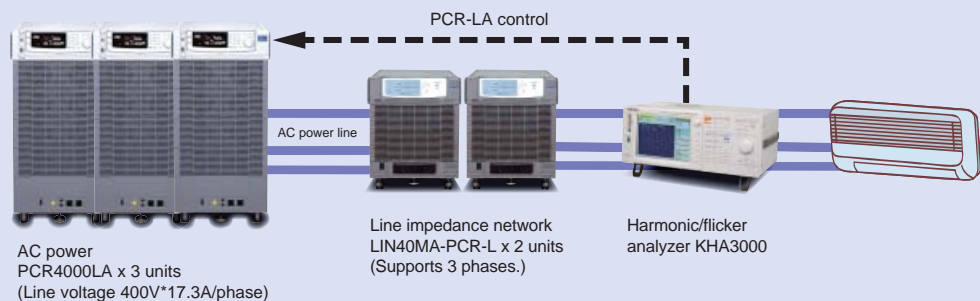 PCR-LA control
AC power line
AC power
PCR4000LA x 3 units
(Line voltage 400V*17.3A/phase)
Line impedance network
LIN40MA-PCR-L x 2 units
(Supports 3 phases.)
Harmonic/flicker
analyzer KHA3000